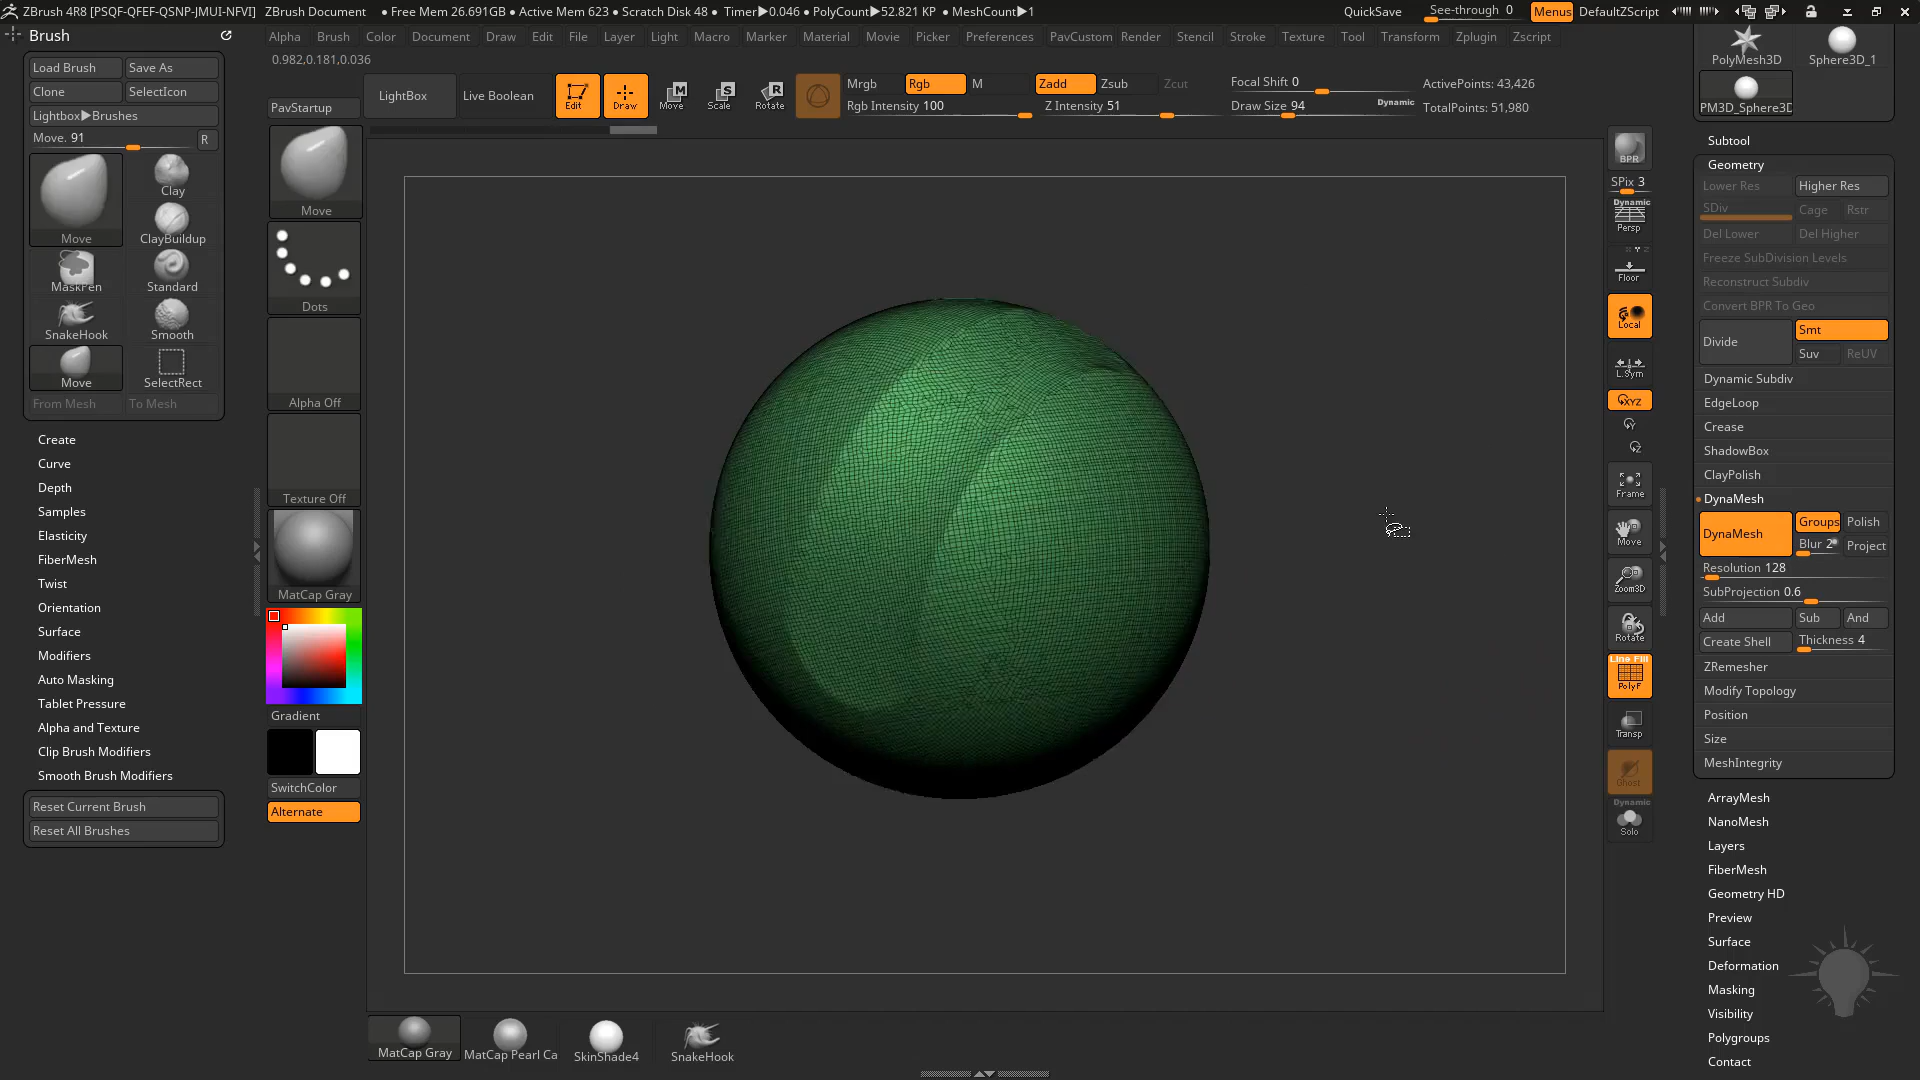 ZBrush 4R8 [PSQF-QFEF-QSNP-JMUI-NFVI] ZBrush Document ● Free Mem 26.691GB ● Active Mem 623 ● Scratch Disk 48 ● Timer▶0.046 ● PolyCount▶52.821 KP ● MeshCount▶1 QuickSave See-through 0 Menus DefaultZScript
Brush
Alpha Brush Color Document Draw Edit File Layer Light Macro Marker Material Movie Picker Preferences PavCustom Render Stencil Stroke Texture Tool Transform Zplugin Zscript
0.982,0.181,0.036
Load Brush Save As
Clone SelectIcon
Lightbox▶Brushes
Move. 91 R
Clay
Move ClayBuildup
MaskPen Standard
SnakeHook Smooth
Move SelectRect
From Mesh To Mesh
Create
Curve
Depth
Samples
Elasticity
FiberMesh
Twist
Orientation
Surface
Modifiers
Auto Masking
Tablet Pressure
Alpha and Texture
Clip Brush Modifiers
Smooth Brush Modifiers
Reset Current Brush
Reset All Brushes
PavStartup
LightBox Live Boolean Edit Draw Move Scale Rotate
M S R
Mrgb Rgb M Zadd Zsub Zcut
Rgb Intensity 100 Z Intensity 51
Focal Shift 0
Draw Size 94 Dynamic
ActivePoints: 43,426
TotalPoints: 51,980
Move
Dots
Alpha Off
Texture Off
MatCap Gray
Gradient
SwitchColor
Alternate
BPR
SPix 3
Dynamic
Persp
Floor
Local
L.Sym
XYZ
Y
Z
Frame
Move
Zoom3D
Rotate
Line Fill
PolyF
Transp
Ghost
Dynamic
Solo
PolyMesh3D Sphere3D_1
PM3D_Sphere3D
Subtool
Geometry
Lower Res Higher Res
SDiv Cage Rstr
Del Lower Del Higher
Freeze SubDivision Levels
Reconstruct Subdiv
Convert BPR To Geo
Divide Smt
Suv ReUV
Dynamic Subdiv
EdgeLoop
Crease
ShadowBox
ClayPolish
DynaMesh
DynaMesh Groups Polish
Blur 2 Project
Resolution 128
SubProjection 0.6
Add Sub And
Create Shell Thickness 4
ZRemesher
Modify Topology
Position
Size
MeshIntegrity
ArrayMesh
NanoMesh
Layers
FiberMesh
Geometry HD
Preview
Surface
Deformation
Masking
Visibility
Polygroups
Contact
MatCap Gray MatCap Pearl Ca SkinShade4 SnakeHook